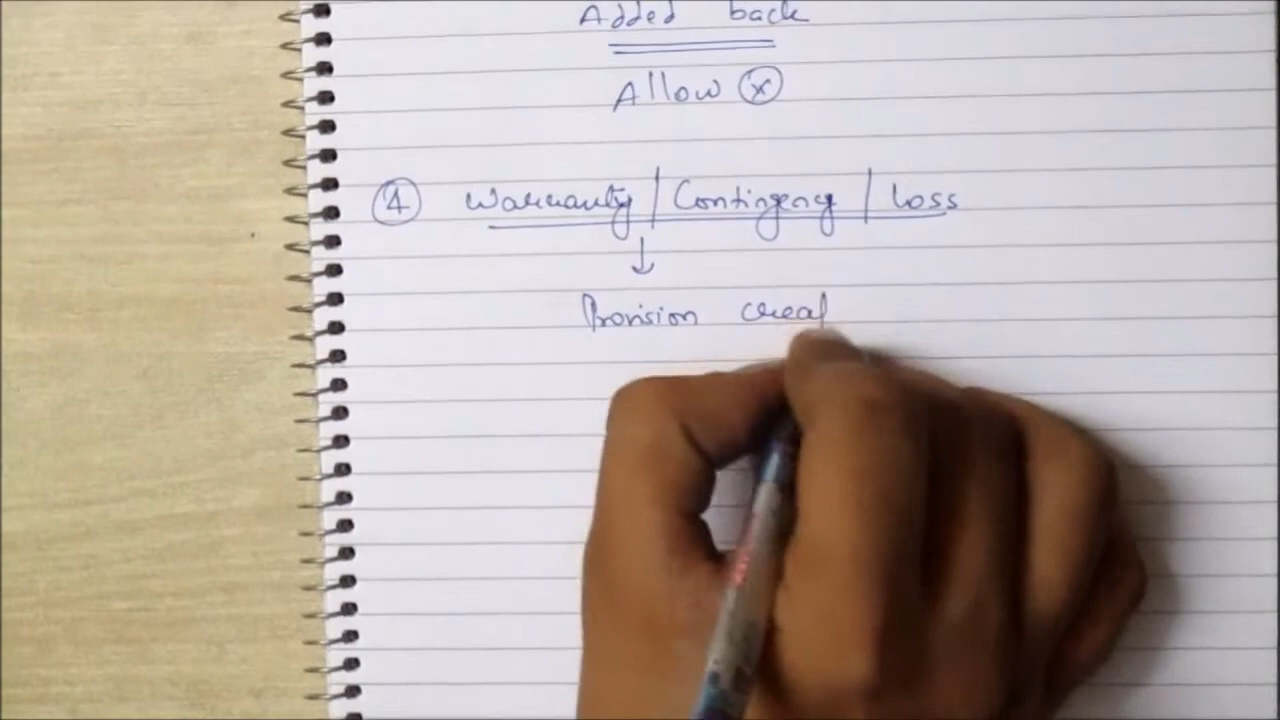 Added back
Allow ⓧ
④ Warranty | Contingency | Loss
↓
Provision creat